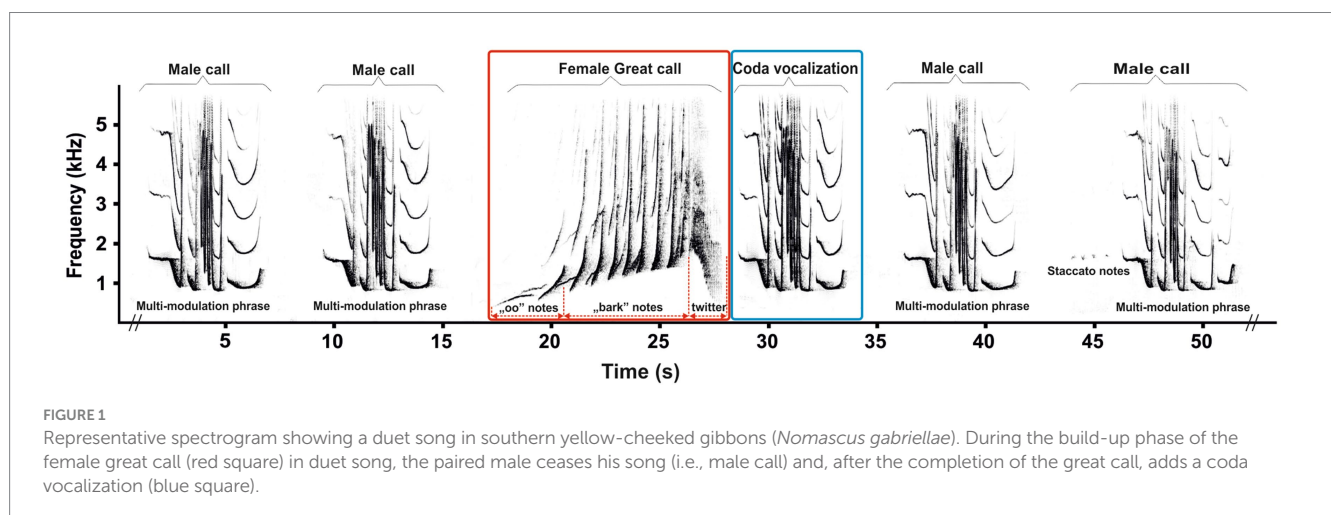 Male call
Male call
Female Great call
Coda vocalization
Male call
Male call
Frequency (kHz)
5
4
3
2
1
Multi-modulation phrase
Multi-modulation phrase
„oo” notes
„bark” notes
twitter
Multi-modulation phrase
Staccato notes
Multi-modulation phrase
5
10
15
20
25
30
35
40
45
50
Time (s)
FIGURE 1
Representative spectrogram showing a duet song in southern yellow-cheeked gibbons (Nomascus gabriellae). During the build-up phase of the
female great call (red square) in duet song, the paired male ceases his song (i.e., male call) and, after the completion of the great call, adds a coda
vocalization (blue square).